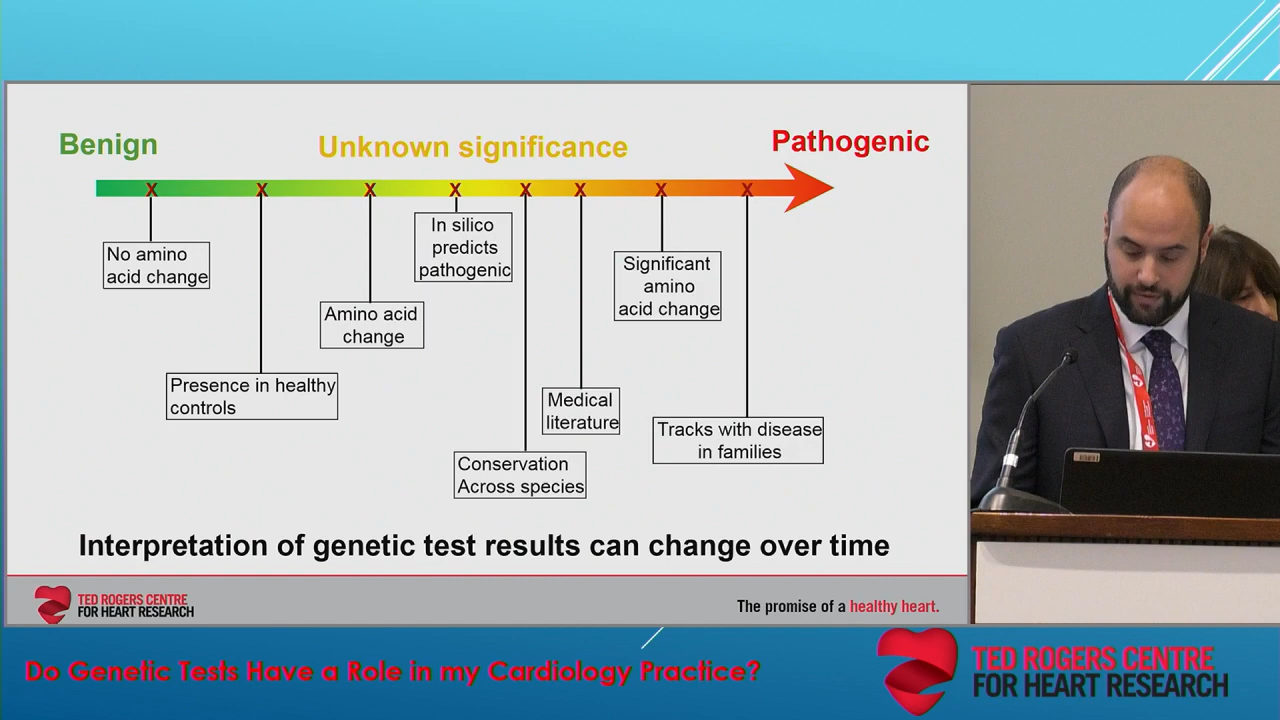 Benign
Unknown significance
Pathogenic
X X X X X X X X
No amino
acid change
Presence in healthy
controls
Amino acid
change
In silico
predicts
pathogenic
Conservation
Across species
Medical
literature
Significant
amino
acid change
Tracks with disease
in families
Interpretation of genetic test results can change over time
TED ROGERS CENTRE
FOR HEART RESEARCH
The promise of a healthy heart.
Do Genetic Tests Have a Role in my Cardiology Practice?
TED ROGERS CENTRE
FOR HEART RESEARCH